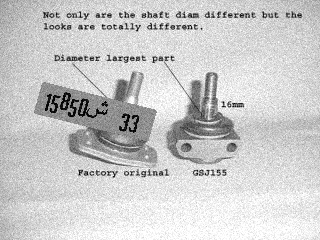 Not only are the shaft diam different but the
looks are totally different.
Diameter largest part
16mm
15850 ش 33
Factory original
GSJ155